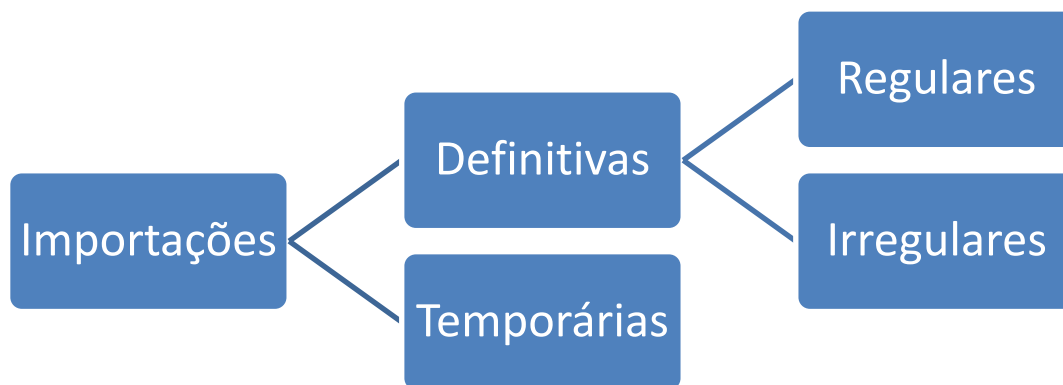 Importações
Definitivas
Temporárias
Regulares
Irregulares